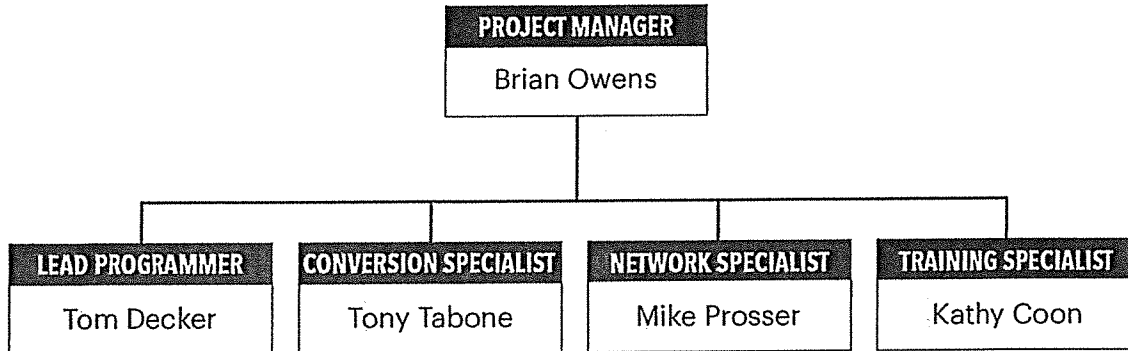 PROJECT MANAGER
Brian Owens
LEAD PROGRAMMER
Tom Decker
CONVERSION SPECIALIST
Tony Tabone
NETWORK SPECIALIST
Mike Prosser
TRAINING SPECIALIST
Kathy Coon